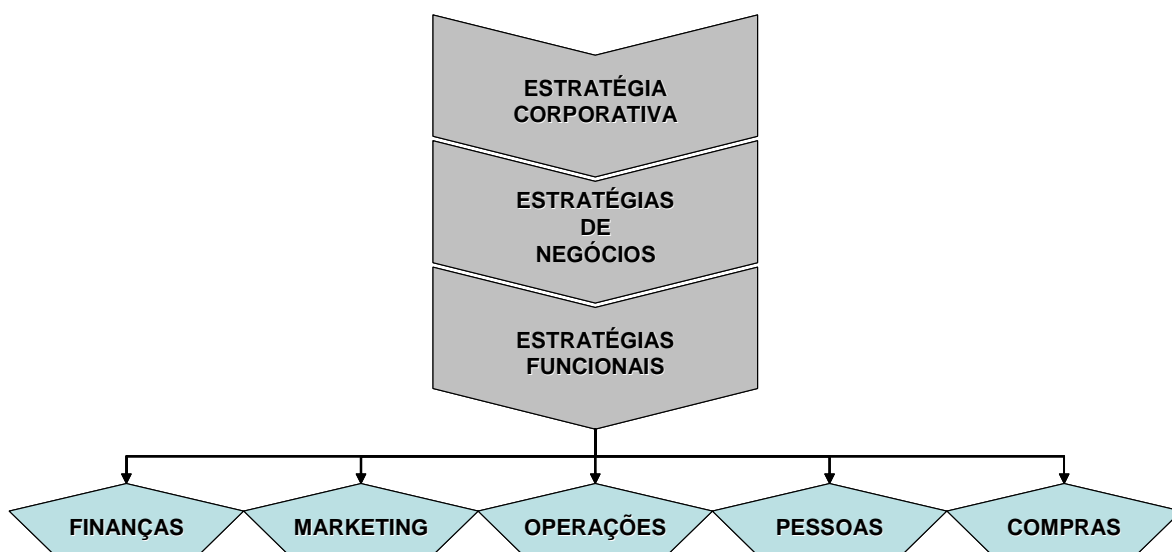 ESTRATÉGIA
CORPORATIVA
ESTRATÉGIAS
DE
NEGÓCIOS
ESTRATÉGIAS
FUNCIONAIS
FINANÇAS
MARKETING
OPERAÇÕES
PESSOAS
COMPRAS